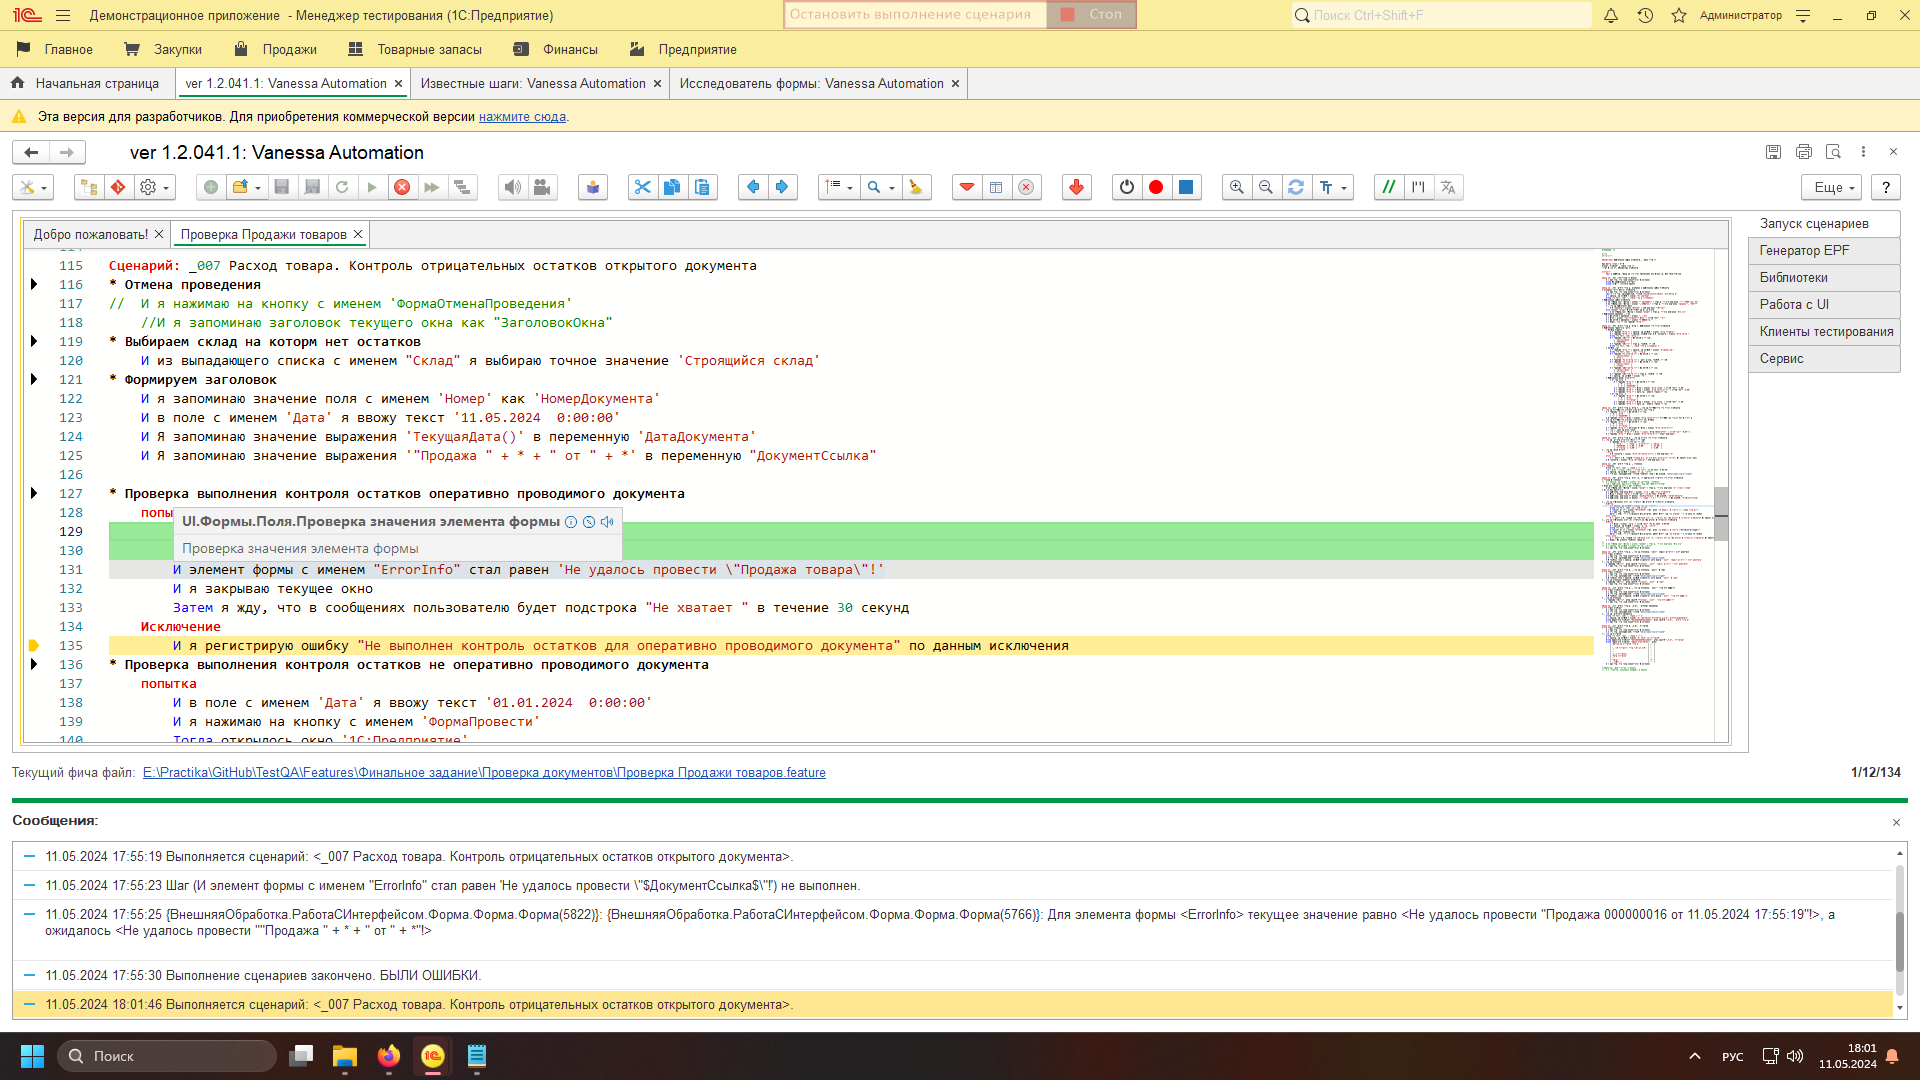 Демонстрационное приложение - Менеджер тестирования (1С:Предприятие)
Остановить выполнение сценария
Стоп
Поиск Ctrl+Shift+F
Администратор
Главное
Закупки
Продажи
Товарные запасы
Финансы
Предприятие
Начальная страница
ver 1.2.041.1: Vanessa Automation
Известные шаги: Vanessa Automation
Исследователь формы: Vanessa Automation
Эта версия для разработчиков. Для приобретения коммерческой версии нажмите сюда.
ver 1.2.041.1: Vanessa Automation
Еще
?
Добро пожаловать!
Проверка Продажи товаров
115 Сценарий: _007 Расход товара. Контроль отрицательных остатков открытого документа
116 * Отмена проведения
117 // И я нажимаю на кнопку с именем 'ФормаОтменаПроведения'
118 //И я запоминаю заголовок текущего окна как "ЗаголовокОкна"
119 * Выбираем склад на котором нет остатков
120 И из выпадающего списка с именем "Склад" я выбираю точное значение 'Строящийся склад'
121 * Формируем заголовок
122 И я запоминаю значение поля с именем 'Номер' как 'НомерДокумента'
123 И в поле с именем 'Дата' я ввожу текст '11.05.2024  0:00:00'
124 И Я запоминаю значение выражения 'ТекущаяДата()' в переменную 'ДатаДокумента'
125 И Я запоминаю значение выражения '"Продажа " + * + " от " + *' в переменную "ДокументСсылка"
126
127 * Проверка выполнения контроля остатков оперативно проводимого документа
128 попы
UI.Формы.Поля.Проверка значения элемента формы
129
Проверка значения элемента формы
130
131 И элемент формы с именем "ErrorInfo" стал равен 'Не удалось провести \"Продажа товара\"!'
132 И я закрываю текущее окно
133 Затем я жду, что в сообщениях пользователю будет подстрока "Не хватает " в течение 30 секунд
134 Исключение
135 И я регистрирую ошибку "Не выполнен контроль остатков для оперативно проводимого документа" по данным исключения
136 * Проверка выполнения контроля остатков не оперативно проводимого документа
137 попытка
138 И в поле с именем 'Дата' я ввожу текст '01.01.2024  0:00:00'
139 И я нажимаю на кнопку с именем 'ФормаПровести'
140 Тогда открылось окно '1С:Предприятие'
Запуск сценариев
Генератор EPF
Библиотеки
Работа с UI
Клиенты тестирования
Сервис
Текущий фича файл: E:\Practika\GitHub\TestQA\Features\Финальное задание\Проверка документов\Проверка Продажи товаров.feature
1/12/134
Сообщения:
11.05.2024 17:55:19 Выполняется сценарий: <_007 Расход товара. Контроль отрицательных остатков открытого документа>.
11.05.2024 17:55:23 Шаг (И элемент формы с именем "ErrorInfo" стал равен 'Не удалось провести \"$ДокументСсылка$\"!') не выполнен.
11.05.2024 17:55:25 {ВнешняяОбработка.РаботаСИнтерфейсом.Форма.Форма.Форма(5822)}: {ВнешняяОбработка.РаботаСИнтерфейсом.Форма.Форма.Форма(5766)}: Для элемента формы <ErrorInfo> текущее значение равно <Не удалось провести "Продажа 000000016 от 11.05.2024 17:55:19"!>, а
ожидалось <Не удалось провести ""Продажа " + * + " от " + *"!>
11.05.2024 17:55:30 Выполнение сценариев закончено. БЫЛИ ОШИБКИ.
11.05.2024 18:01:46 Выполняется сценарий: <_007 Расход товара. Контроль отрицательных остатков открытого документа>.
Поиск
РУС
18:01
11.05.2024